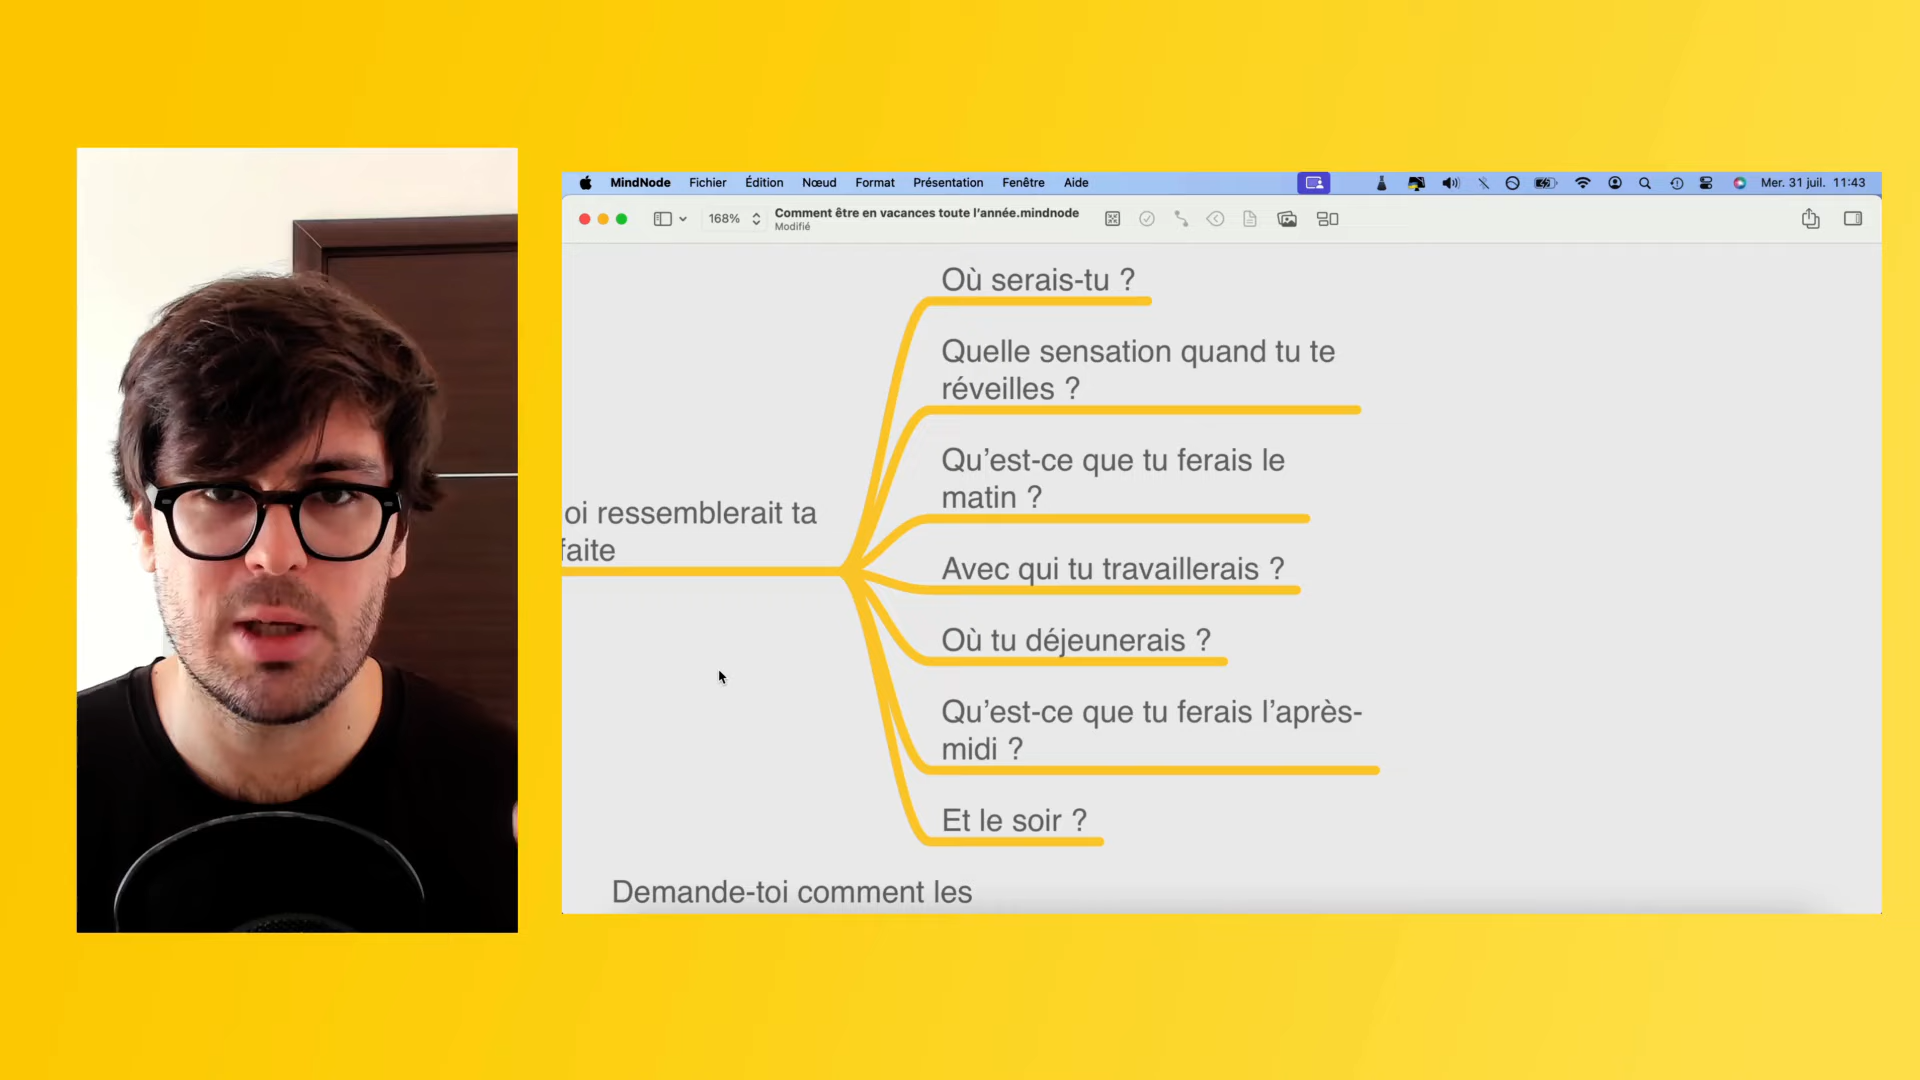 MindNode Fichier Édition Nœud Format Présentation Fenêtre Aide Mer. 31 juil. 11:43
168% Comment être en vacances toute l’année.mindnode
Modifié
Où serais-tu ?
Quelle sensation quand tu te
réveilles ?
Qu’est-ce que tu ferais le
matin ?
oi ressemblerait ta
faite
Avec qui tu travaillerais ?
Où tu déjeunerais ?
Qu’est-ce que tu ferais l’après-
midi ?
Et le soir ?
Demande-toi comment les